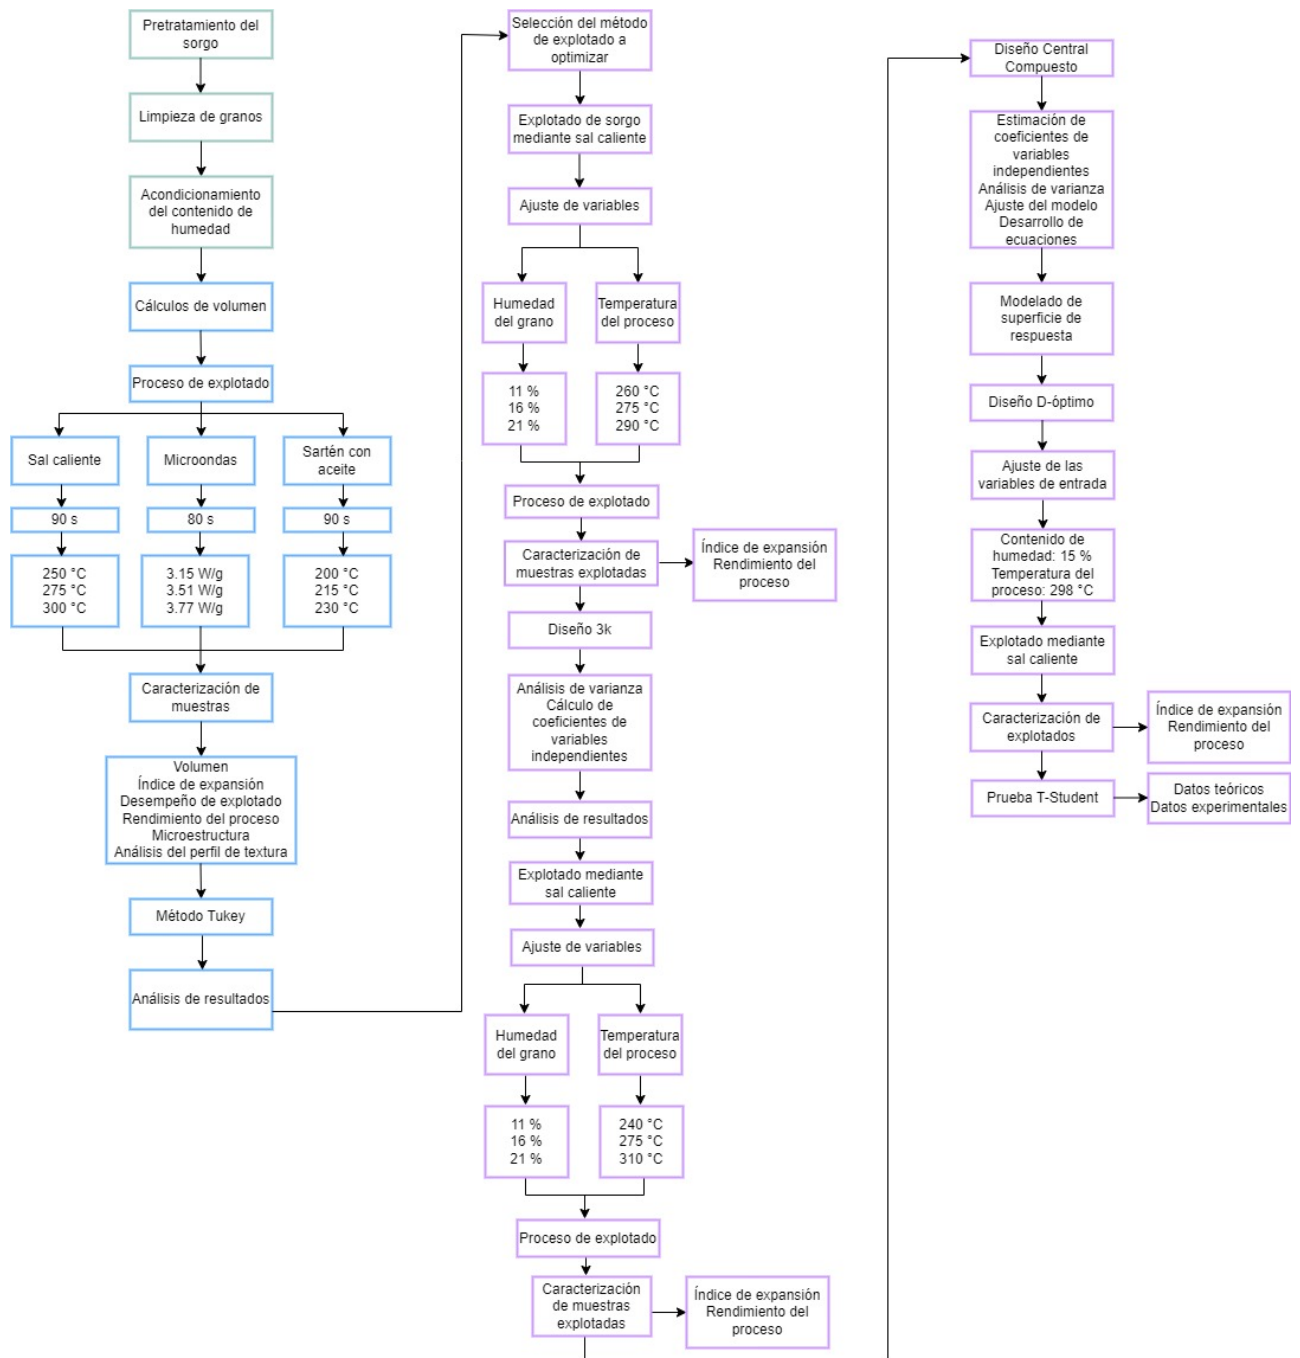 Pretratamiento del
sorgo
Limpieza de granos
Acondicionamiento
del contenido de
humedad
Cálculos de volumen
Proceso de explotado
Sal caliente
Microondas
Sartén con
aceite
90 s
80 s
90 s
250 °C
275 °C
300 °C
3.15 W/g
3.51 W/g
3.77 W/g
200 °C
215 °C
230 °C
Caracterización de
muestras
Volumen
Índice de expansión
Desempeño de explotado
Rendimiento del proceso
Microestructura
Análisis del perfil de textura
Método Tukey
Análisis de resultados
Selección del método
de explotado a
optimizar
Explotado de sorgo
mediante sal caliente
Ajuste de variables
Humedad
del grano
Temperatura
del proceso
11 %
16 %
21 %
260 °C
275 °C
290 °C
Proceso de explotado
Caracterización de
muestras explotadas
Índice de expansión
Rendimiento del
proceso
Diseño 3k
Análisis de varianza
Cálculo de
coeficientes de
variables
independientes
Análisis de resultados
Explotado mediante
sal caliente
Ajuste de variables
Humedad
del grano
Temperatura
del proceso
11 %
16 %
21 %
240 °C
275 °C
310 °C
Proceso de explotado
Caracterización
de muestras
explotadas
Índice de expansión
Rendimiento del
proceso
Diseño Central
Compuesto
Estimación de
coeficientes de
variables
independientes
Análisis de varianza
Ajuste del modelo
Desarrollo de
ecuaciones
Modelado de
superficie de
respuesta
Diseño D-óptimo
Ajuste de las
variables de entrada
Contenido de
humedad: 15 %
Temperatura del
proceso: 298 °C
Explotado mediante
sal caliente
Caracterización de
explotados
Índice de expansión
Rendimiento del
proceso
Prueba T-Student
Datos teóricos
Datos experimentales